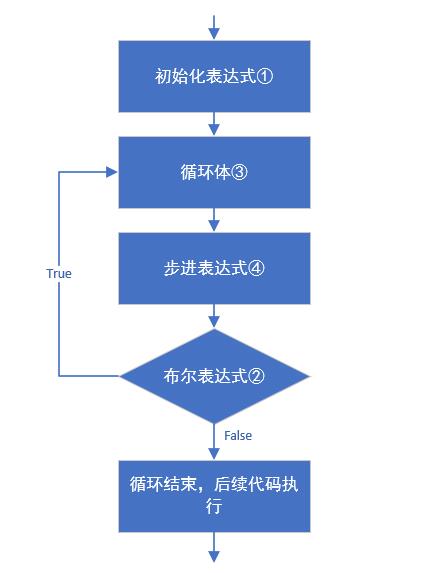 初始化表达式①
循环体③
步进表达式④
True
布尔表达式②
False
循环结束，后续代码执
行